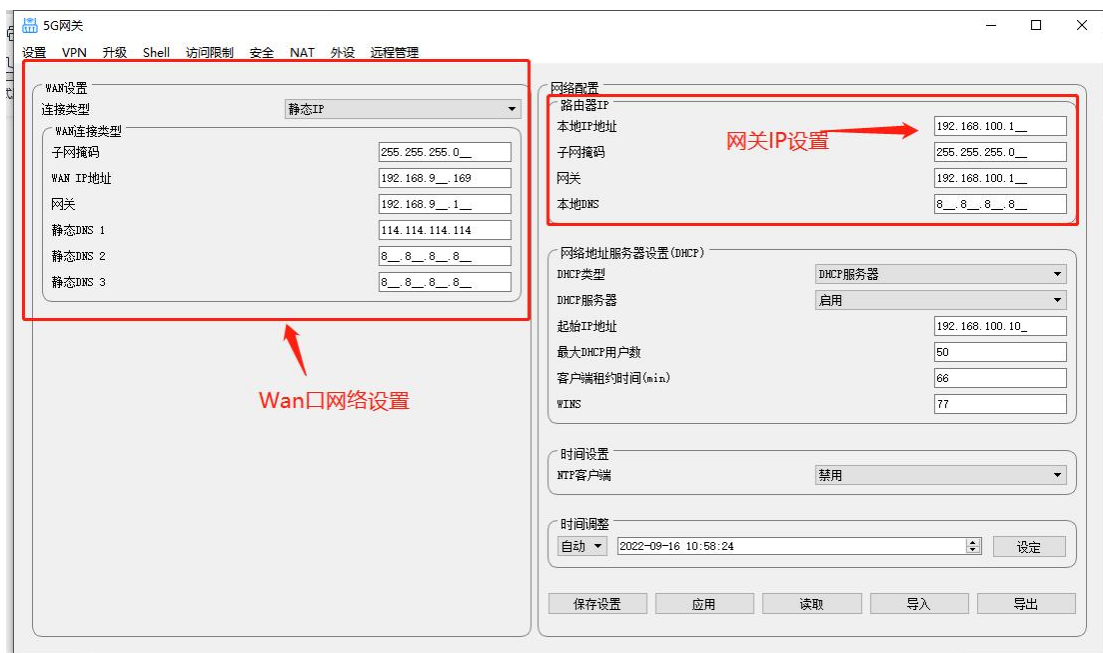 5G网关
设置 VPN 升级 Shell 访问限制 安全 NAT 外设 远程管理
WAN设置
连接类型 静态IP
WAN连接类型
子网掩码 255.255.255.0__
WAN IP地址 192.168.9__.169
网关 192.168.9__.1__
静态DNS 1 114.114.114.114
静态DNS 2 8__.8__.8__.8__
静态DNS 3 8__.8__.8__.8__
Wan口网络设置
网络配置
路由器IP
本地IP地址 192.168.100.1__
网关IP设置
子网掩码 255.255.255.0__
网关 192.168.100.1__
本地DNS 8__.8__.8__.8__
网络地址服务器设置(DHCP)
DHCP类型 DHCP服务器
DHCP服务器 启用
起始IP地址 192.168.100.10_
最大DHCP用户数 50
客户端租约时间(min) 66
WINS 77
时间设置
NTP客户端 禁用
时间调整
自动 2022-09-16 10:58:24 设定
保存设置 应用 读取 导入 导出